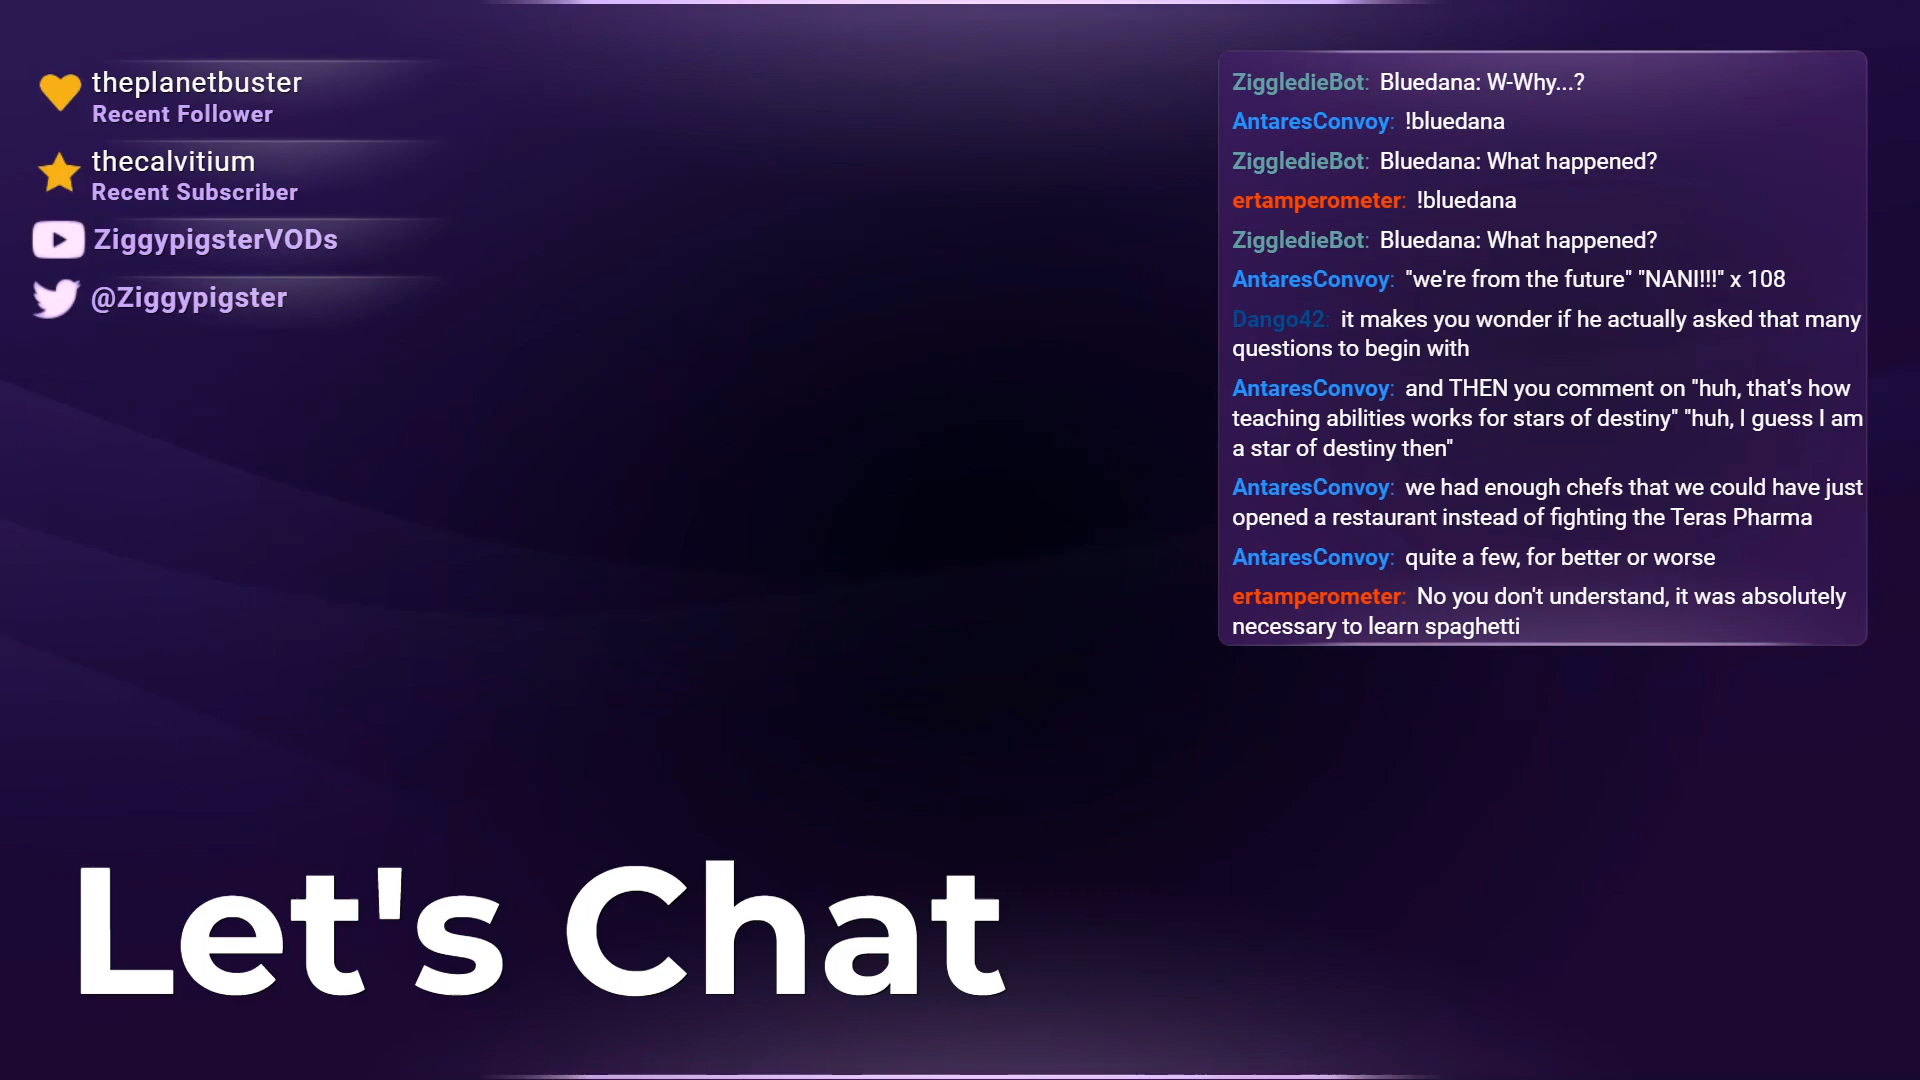 theplanetbuster
Recent Follower
thecalvitium
Recent Subscriber
ZiggypigsterVODs
@Ziggypigster
ZiggledieBot: Bluedana: W-Why...?
AntaresConvoy: !bluedana
ZiggledieBot: Bluedana: What happened?
ertamperometer: !bluedana
ZiggledieBot: Bluedana: What happened?
AntaresConvoy: "we're from the future" "NANI!!!" x 108
Dango42: it makes you wonder if he actually asked that many
questions to begin with
AntaresConvoy: and THEN you comment on "huh, that's how
teaching abilities works for stars of destiny" "huh, I guess I am
a star of destiny then"
AntaresConvoy: we had enough chefs that we could have just
opened a restaurant instead of fighting the Teras Pharma
AntaresConvoy: quite a few, for better or worse
ertamperometer: No you don't understand, it was absolutely
necessary to learn spaghetti
Let's Chat